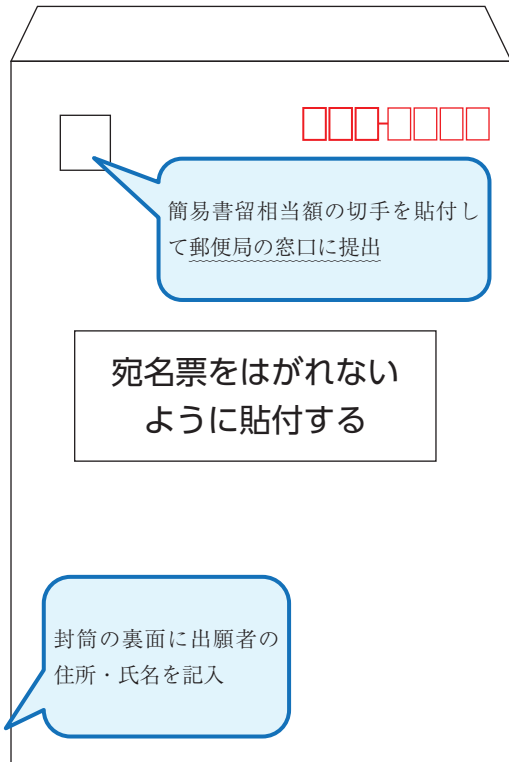 簡易書留相当額の切手を貼付し
て郵便局の窓口に提出
宛名票をはがれない
ように貼付する
封筒の裏面に出願者の
住所・氏名を記入